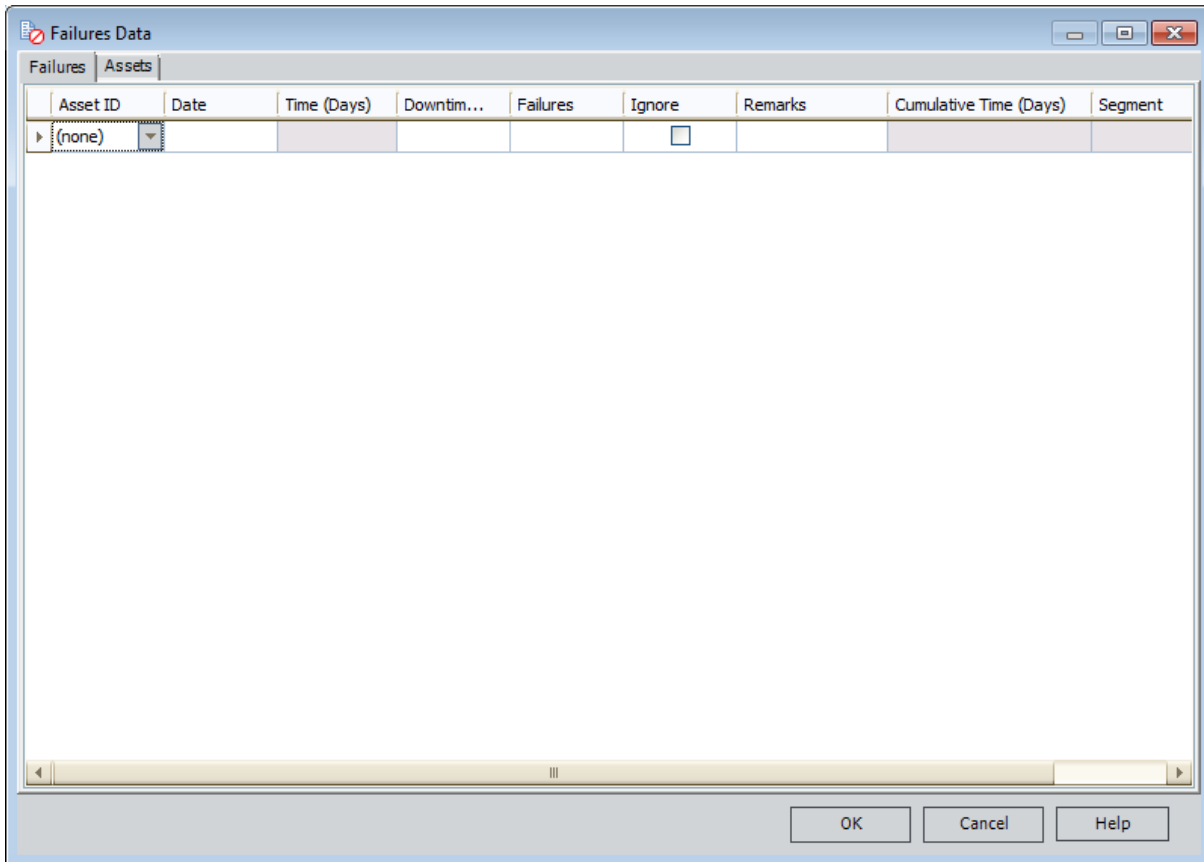 Failures Data
Failures Assets
Asset ID Date Time (Days) Downtim... Failures Ignore Remarks Cumulative Time (Days) Segment
(none)
OK Cancel Help